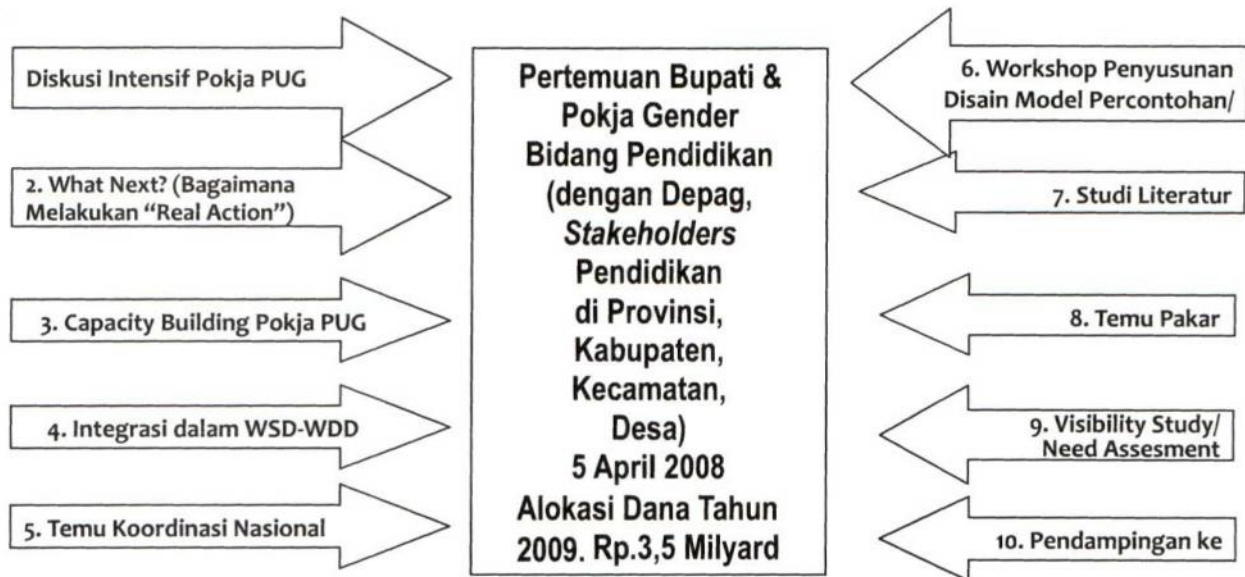 Diskusi Intensif Pokja PUG
2. What Next? (Bagaimana
Melakukan “Real Action”)
3. Capacity Building Pokja PUG
4. Integrasi dalam WSD-WDD
5. Temu Koordinasi Nasional
Pertemuan Bupati &
Pokja Gender
Bidang Pendidikan
(dengan Depag,
Stakeholders
Pendidikan
di Provinsi,
Kabupaten,
Kecamatan,
Desa)
5 April 2008
Alokasi Dana Tahun
2009. Rp.3,5 Milyard
6. Workshop Penyusunan
Disain Model Percontohan/
7. Studi Literatur
8. Temu Pakar
9. Visibility Study/
Need Assesment
10. Pendampingan ke